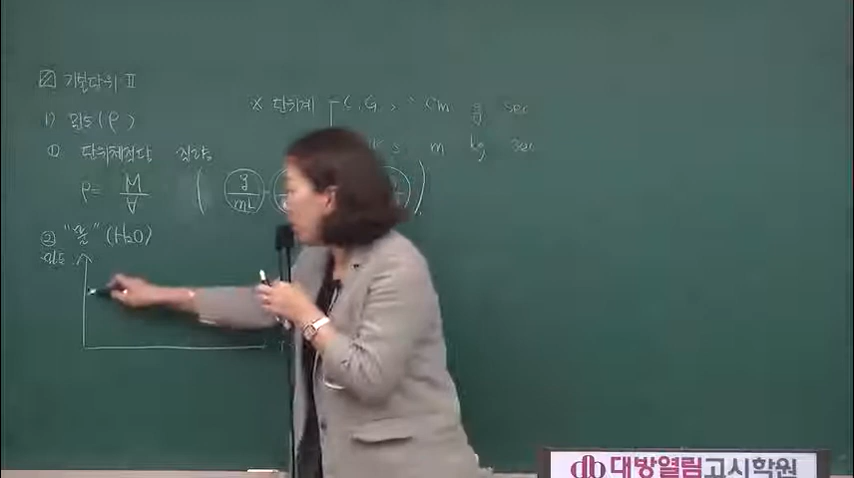 ☑ 기본단위 Ⅱ
※ 단위계 C. G. S cm g sec
1) 밀도(ρ)
S. m kg sec
① 단위체적당 질량
ρ= M/V ( g/mL
② "물" (H₂O)
밀도
대방열림고시학원